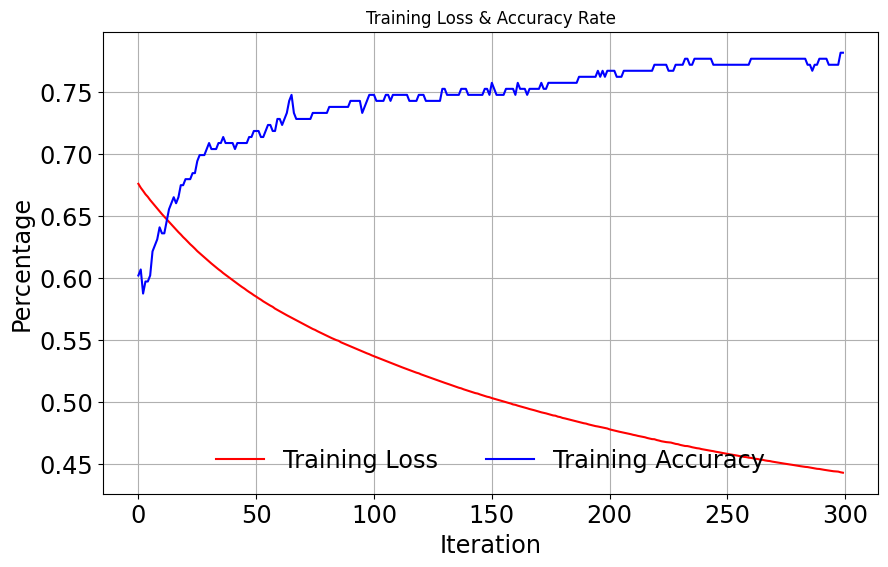 Training Loss & Accuracy Rate
Percentage
0.75
0.70
0.65
0.60
0.55
0.50
0.45
Training Loss Training Accuracy
0 50 100 150 200 250 300
Iteration